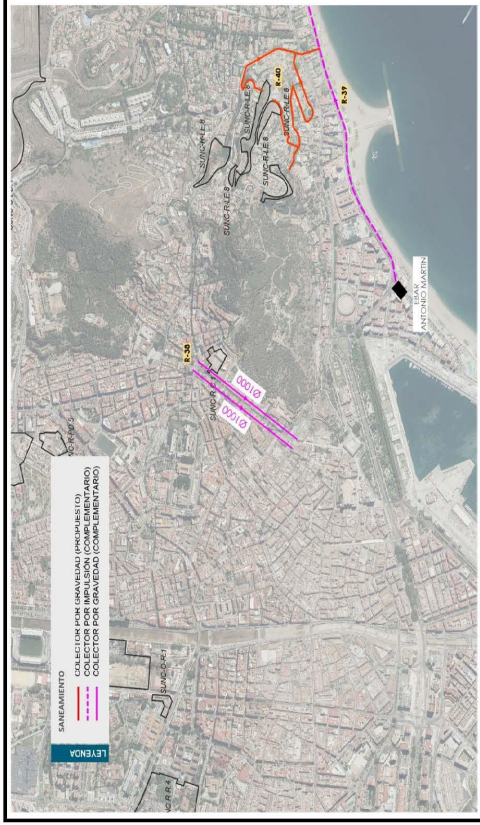 LEYENDA
SANEAMIENTO
COLECTOR POR GRAVEDAD (PROPUESTO)
COLECTOR POR IMPULSIÓN (COMPLEMENTARIO)
COLECTOR POR GRAVEDAD (COMPLEMENTARIO)
SUNC-O-R-1
R-38
Ø1000
Ø1000
SUNC-R-LE.8
SUNC-R-LE.8
SUNC-R-LE.8
SUNC-R-LE.8
SUNC-R-LE.8
R-40
R-39
EBAR
ANTONIO MARTIN